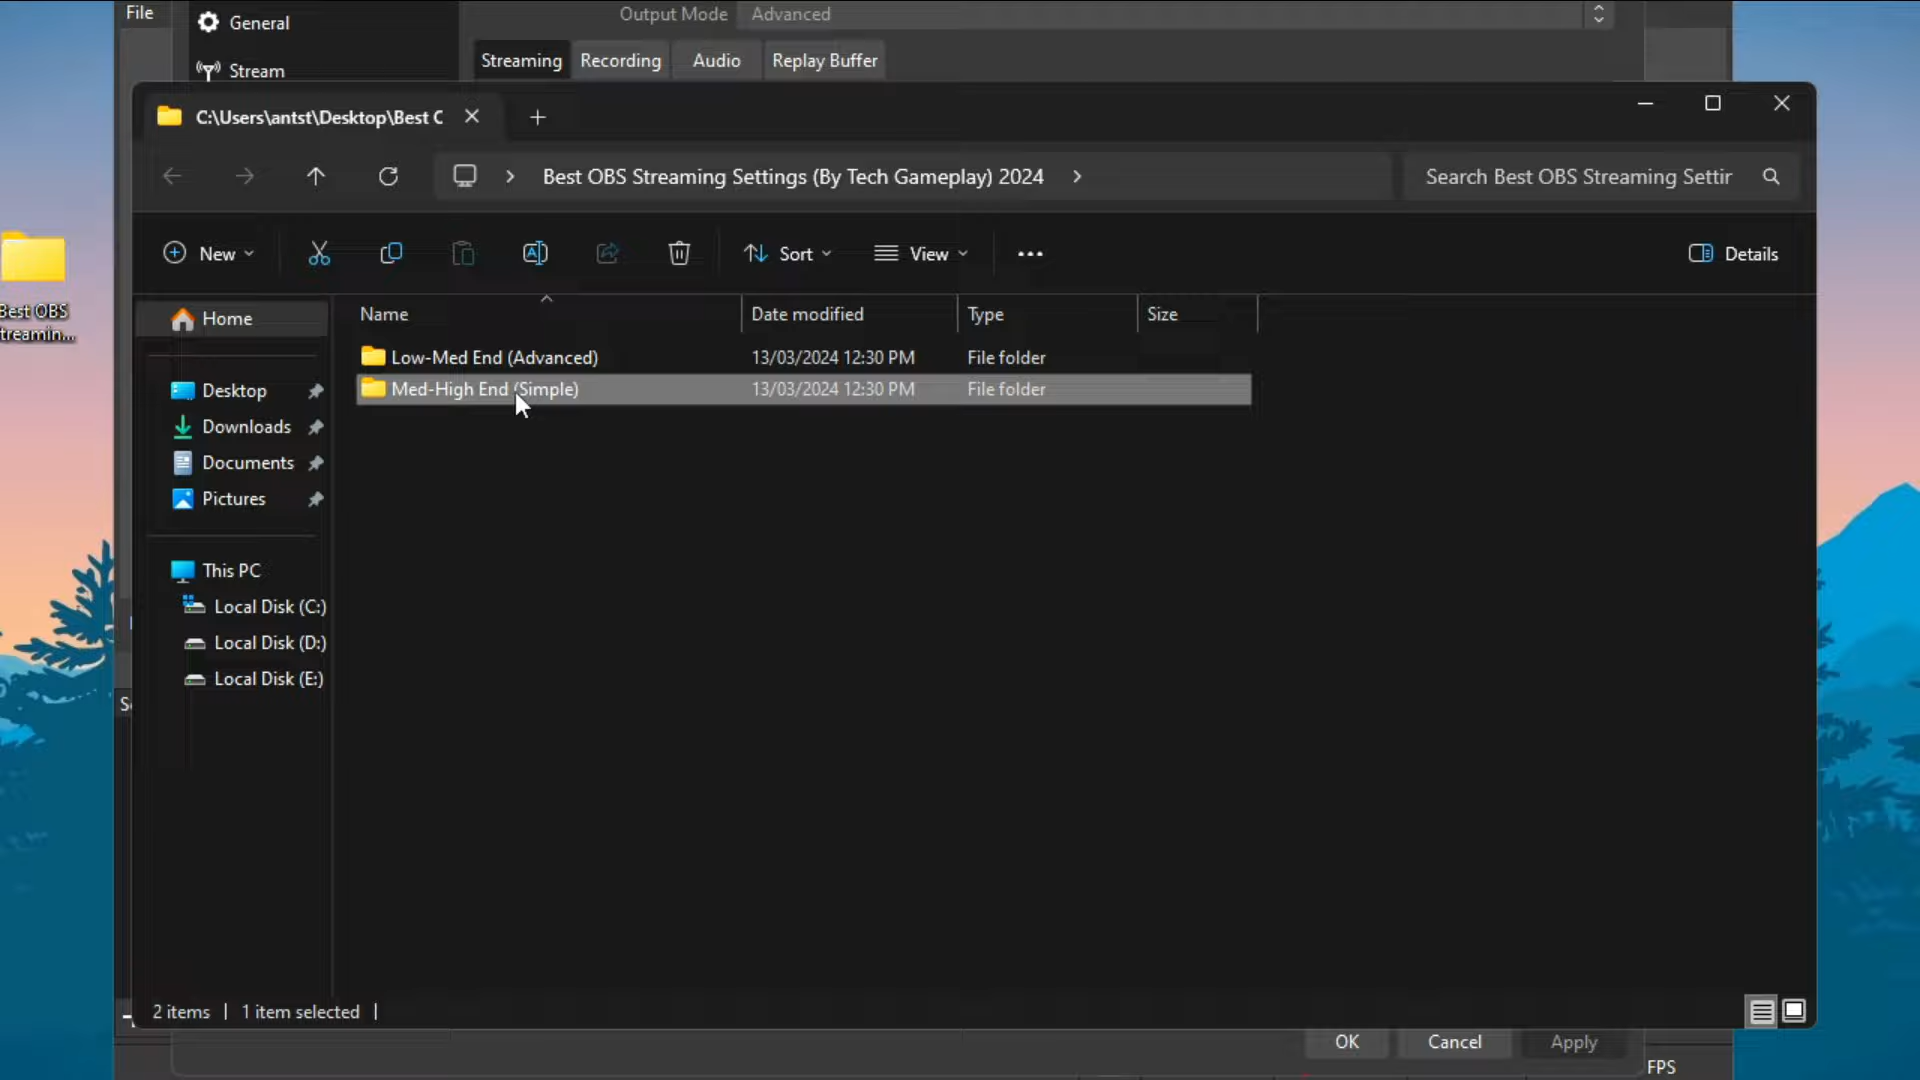 File
General
Output Mode
Advanced
Stream
Streaming
Recording
Audio
Replay Buffer
C:\Users\antst\Desktop\Best
Best OBS Streaming Settings (By Tech Gameplay) 2024
Search Best OBS Streaming Settir
New
Sort
View
Details
Best OBS
treamin...
Home
Desktop
Downloads
Documents
Pictures
This PC
Local Disk (C:)
Local Disk (D:)
Local Disk (E:)
Name
Date modified
Type
Size
Low-Med End (Advanced)
13/03/2024 12:30 PM
File folder
Med-High End (Simple)
13/03/2024 12:30 PM
File folder
2 items
1 item selected
OK
Cancel
Apply
FPS